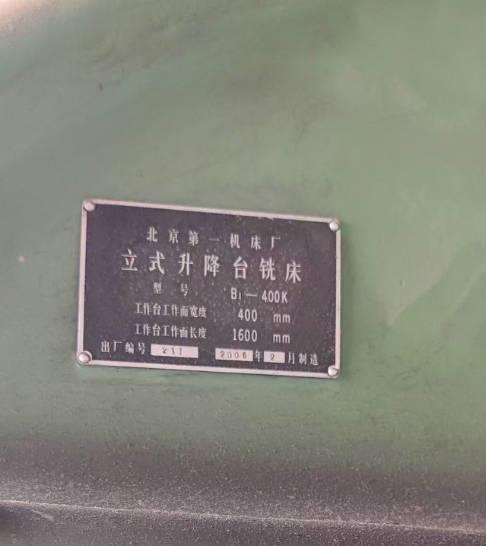 北京第一机床厂
立式升降台铣床
型号 B₁—400K
工作台工作面宽度 400 mm
工作台工作面长度 1600 mm
出厂编号 211 2006年2月制造